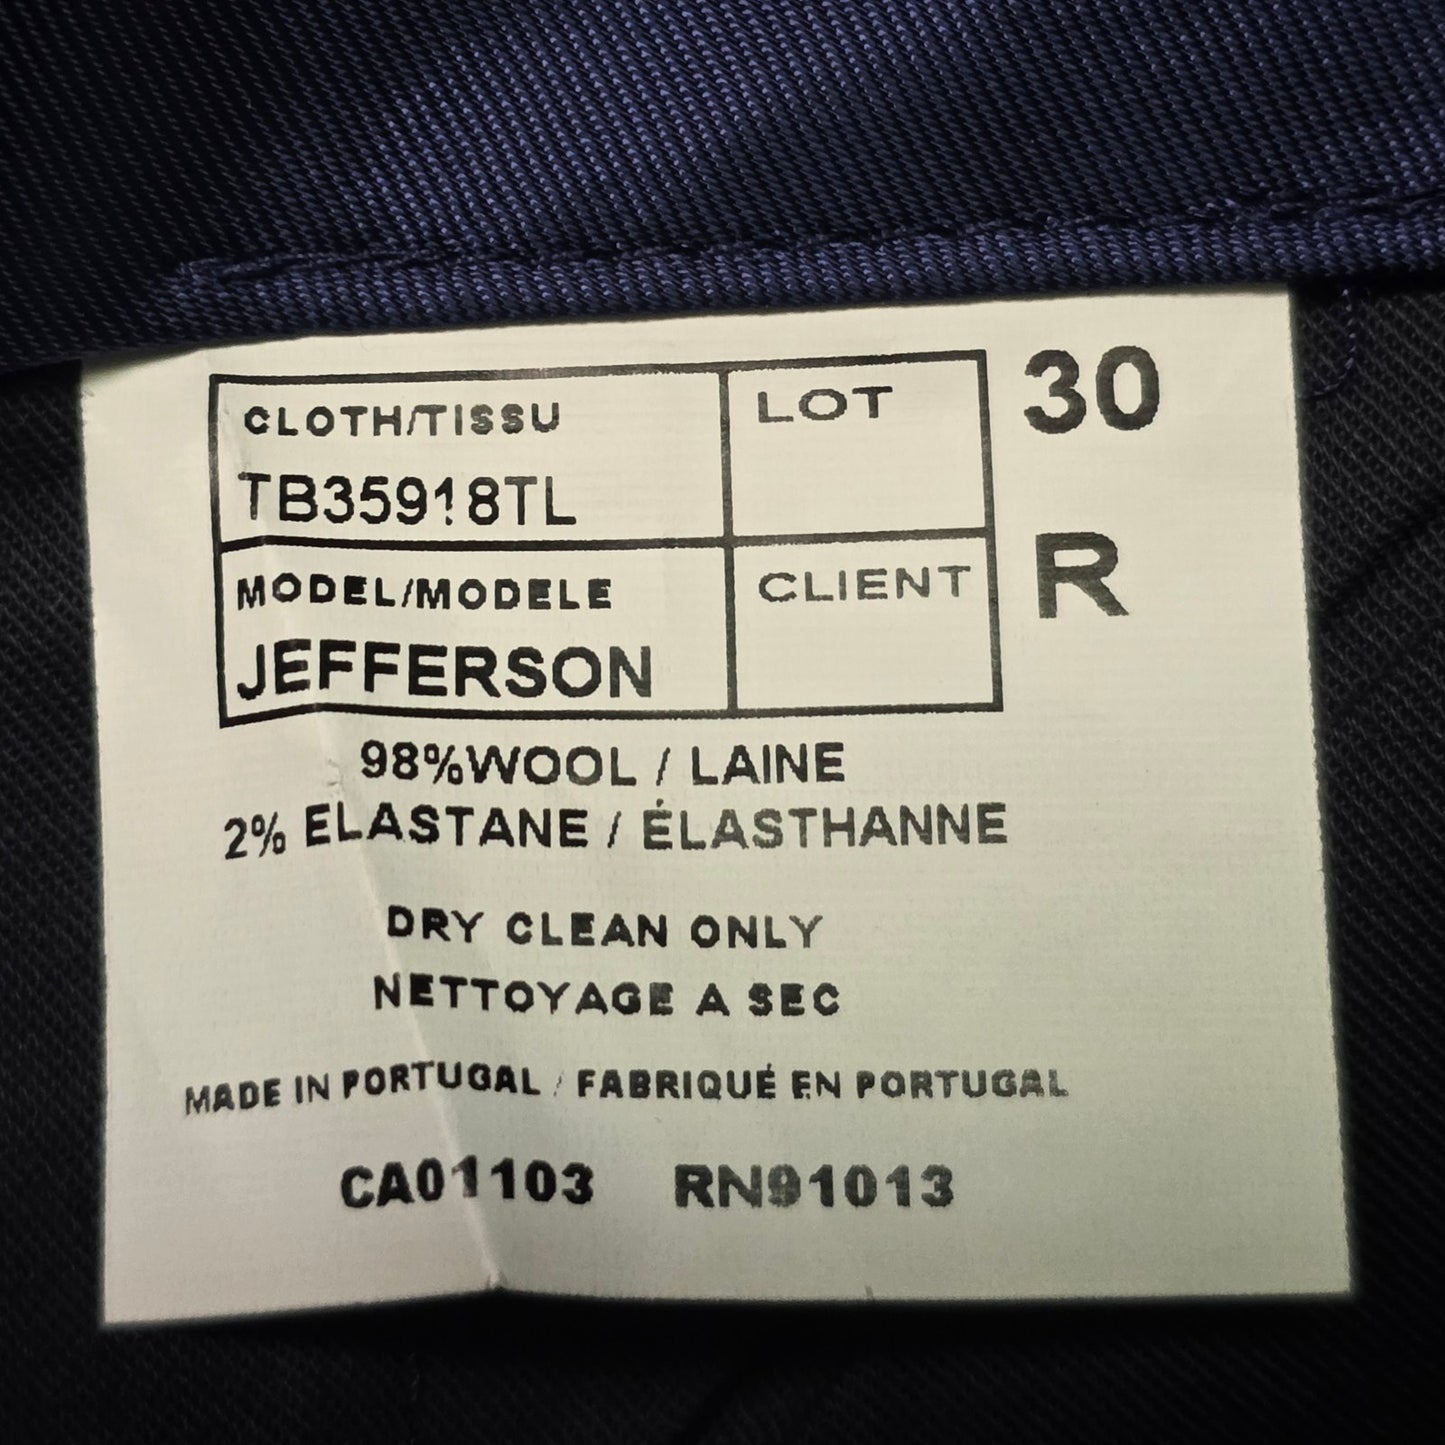 CLOTH/TISSU
TB35918TL
LOT
30
MODEL/MODELE
JEFFERSON
CLIENT
R
98%WOOL / LAINE
2% ELASTANE / ÉLASTHANNE
DRY CLEAN ONLY
NETTOYAGE A SEC
MADE IN PORTUGAL / FABRIQUÉ EN PORTUGAL
CA01103 RN91013